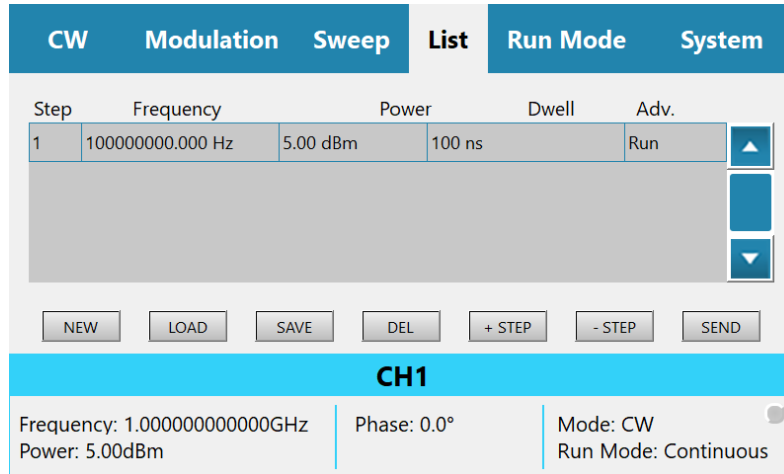 CW Modulation Sweep List Run Mode System
Step Frequency Power Dwell Adv.
1 100000000.000 Hz 5.00 dBm 100 ns Run
NEW LOAD SAVE DEL + STEP - STEP SEND
CH1
Frequency: 1.000000000000GHz Phase: 0.0° Mode: CW
Power: 5.00dBm Run Mode: Continuous